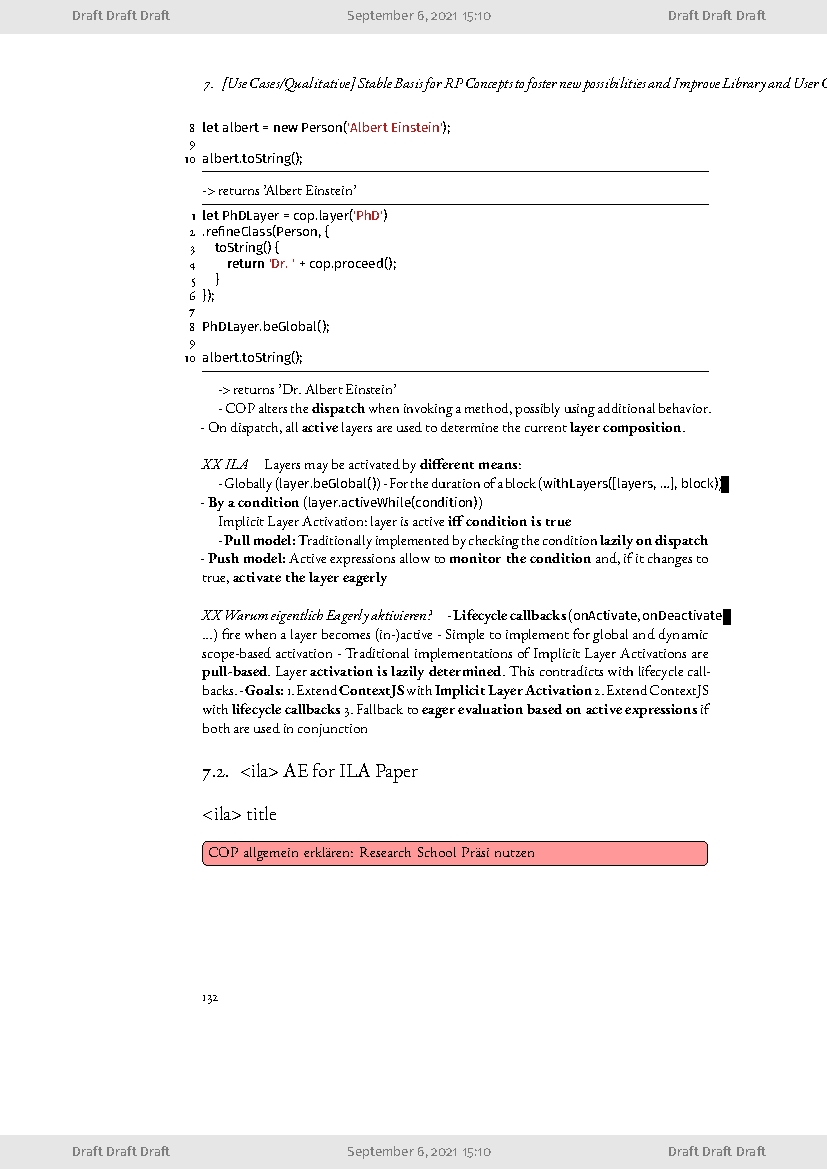 Draft Draft Draft September 6, 2021 15:10 Draft Draft Draft
7. [Use Cases/Qualitative] Stable Basis for RP Concepts to foster new possibilities and Improve Library and User
8 let albert = new Person('Albert Einstein');
9
10 albert.toString();
-> returns ’Albert Einstein’
1 let PhDLayer = cop.layer('PhD')
2 .refineClass(Person, {
3 toString() {
4 return 'Dr. ' + cop.proceed();
5 }
6 });
7
8 PhDLayer.beGlobal();
9
10 albert.toString();
-> returns ’Dr. Albert Einstein’
- COP alters the dispatch when invoking a method, possibly using additional behavior.
- On dispatch, all active layers are used to determine the current layer composition.
XX ILA Layers may be activated by different means:
- Globally (layer.beGlobal()) - For the duration of a block (withLayers([layers, ...], block))
- By a condition (layer.activeWhile(condition))
Implicit Layer Activation: layer is active iff condition is true
- Pull model: Traditionally implemented by checking the condition lazily on dispatch
- Push model: Active expressions allow to monitor the condition and, if it changes to
true, activate the layer eagerly
XX Warum eigentlich Eagerly aktivieren? - Lifecycle callbacks (onActivate, onDeactivate
...) fire when a layer becomes (in-)active - Simple to implement for global and dynamic
scope-based activation - Traditional implementations of Implicit Layer Activations are
pull-based. Layer activation is lazily determined. This contradicts with lifecycle call-
backs. - Goals: 1. Extend ContextJS with Implicit Layer Activation 2. Extend ContextJS
with lifecycle callbacks 3. Fallback to eager evaluation based on active expressions if
both are used in conjunction
7.2. <ila> AE for ILA Paper
<ila> title
COP allgemein erklären: Research School Präsi nutzen
132
Draft Draft Draft September 6, 2021 15:10 Draft Draft Draft